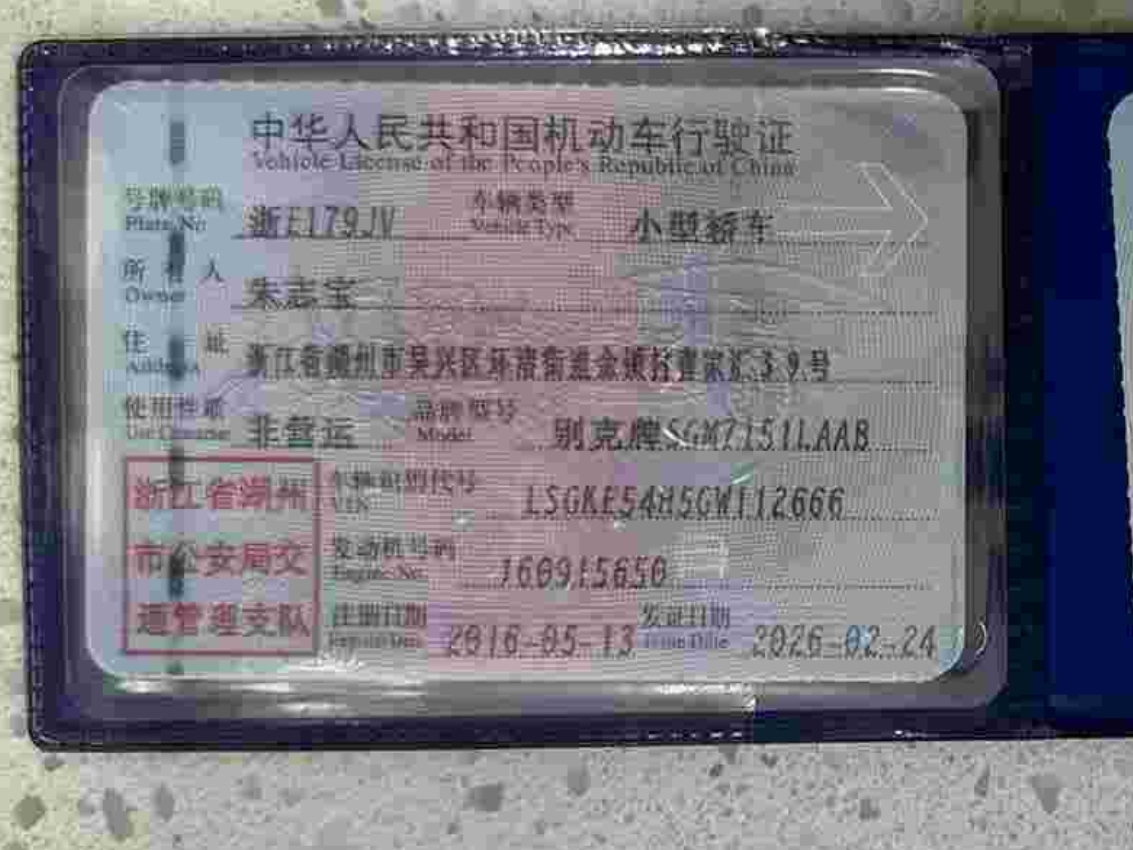 中华人民共和国机动车行驶证
Vehicle License of the People's Republic of China
号牌号码 浙E179JV 车辆类型 小型轿车
Plate No. Vehicle Type
所有人 朱志宝
Owner
住址 浙江省湖州市吴兴区环渚街道金 3-9号
Address
使用性质 非营运 品牌型号 别克牌SGM7151LAAB
Use Character Model
浙江省湖州 车辆识别代号 LSGKE54H5GW112666
VIN
市公安局交 发动机号码 160915650
Engine No.
通管理支队 注册日期 2016-05-13 发证日期 2026-02-24
Register Date Issue Date